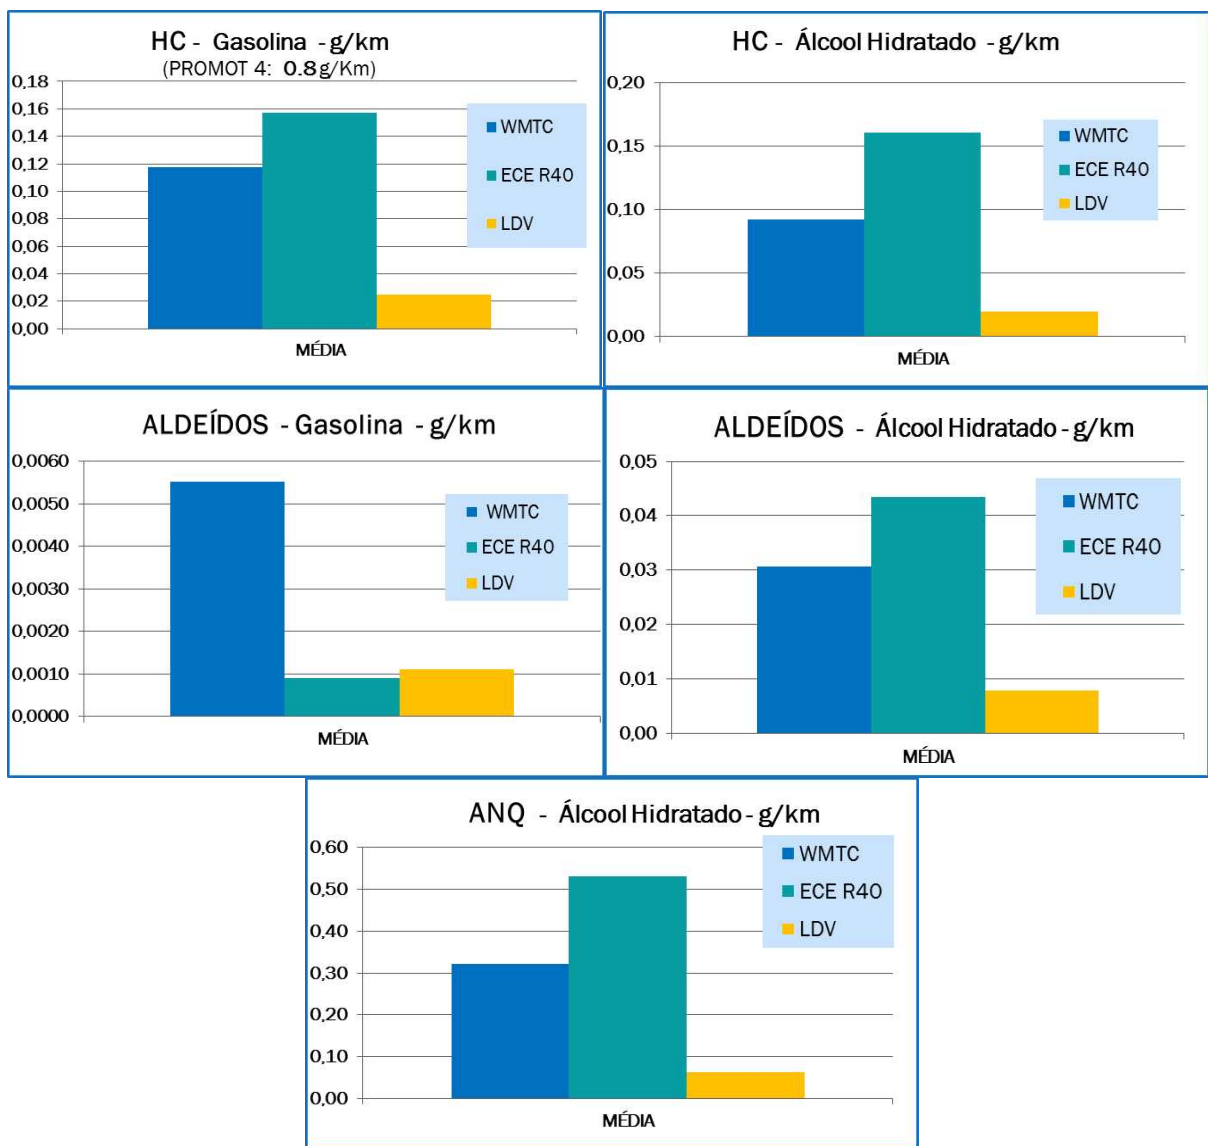 HC - Gasolina - g/km
(PROMOT 4: 0.8 g/Km)
0,18
0,16
0,14
0,12
0,10
0,08
0,06
0,04
0,02
0,00
WMTC
ECE R40
LDV
MÉDIA
HC - Álcool Hidratado - g/km
0,20
0,15
0,10
0,05
0,00
WMTC
ECE R40
LDV
MÉDIA
ALDEÍDOS - Gasolina - g/km
0,0060
0,0050
0,0040
0,0030
0,0020
0,0010
0,0000
WMTC
ECE R40
LDV
MÉDIA
ALDEÍDOS - Álcool Hidratado - g/km
0,05
0,04
0,03
0,02
0,01
0,00
WMTC
ECE R40
LDV
MÉDIA
ANQ - Álcool Hidratado - g/km
0,60
0,50
0,40
0,30
0,20
0,10
0,00
WMTC
ECE R40
LDV
MÉDIA